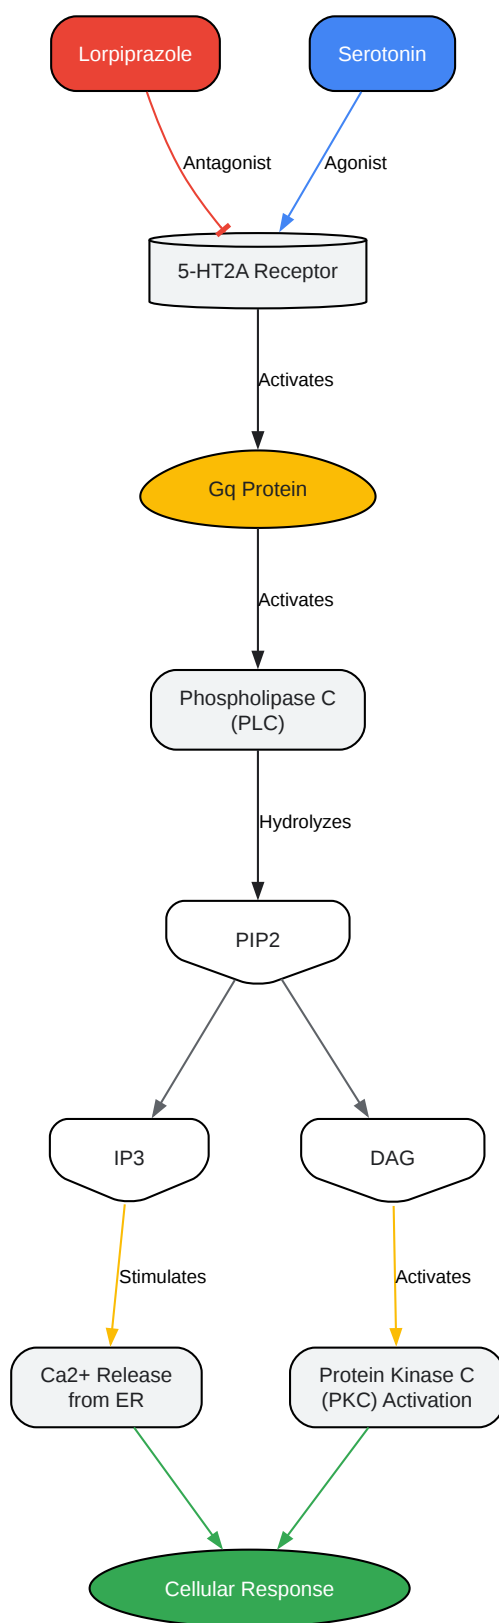 Lorpiprazole
Serotonin
Antagonist
Agonist
5-HT2A Receptor
Activates
Gq Protein
Activates
Phospholipase C
(PLC)
Hydrolyzes
PIP2
IP3
DAG
Stimulates
Activates
Ca2+ Release
from ER
Protein Kinase C
(PKC) Activation
Cellular Response